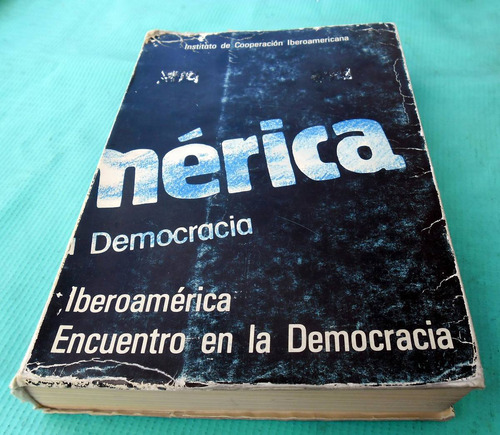 Instituto de Cooperación Iberoamericana
mérica
Democracia
Iberoamérica
Encuentro en la Democracia